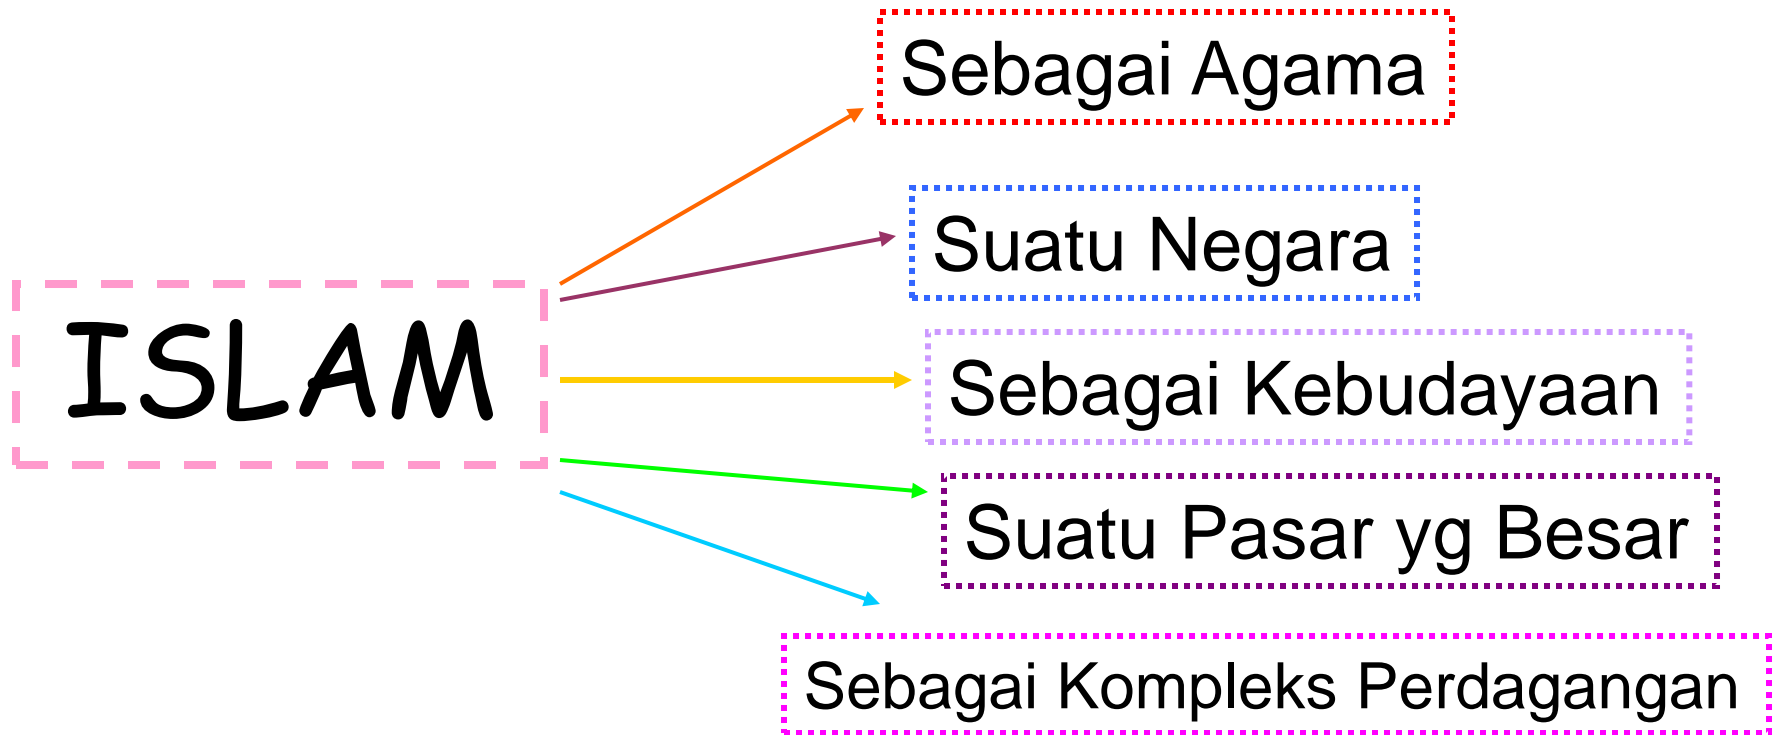 Sebagai Agama
Suatu Negara
ISLAM
Sebagai Kebudayaan
Suatu Pasar yg Besar
Sebagai Kompleks Perdagangan